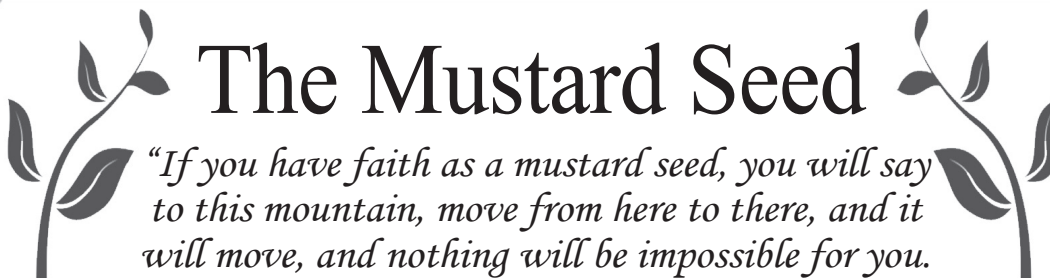 The Mustard Seed
“If you have faith as a mustard seed, you will say
to this mountain, move from here to there, and it
will move, and nothing will be impossible for you.